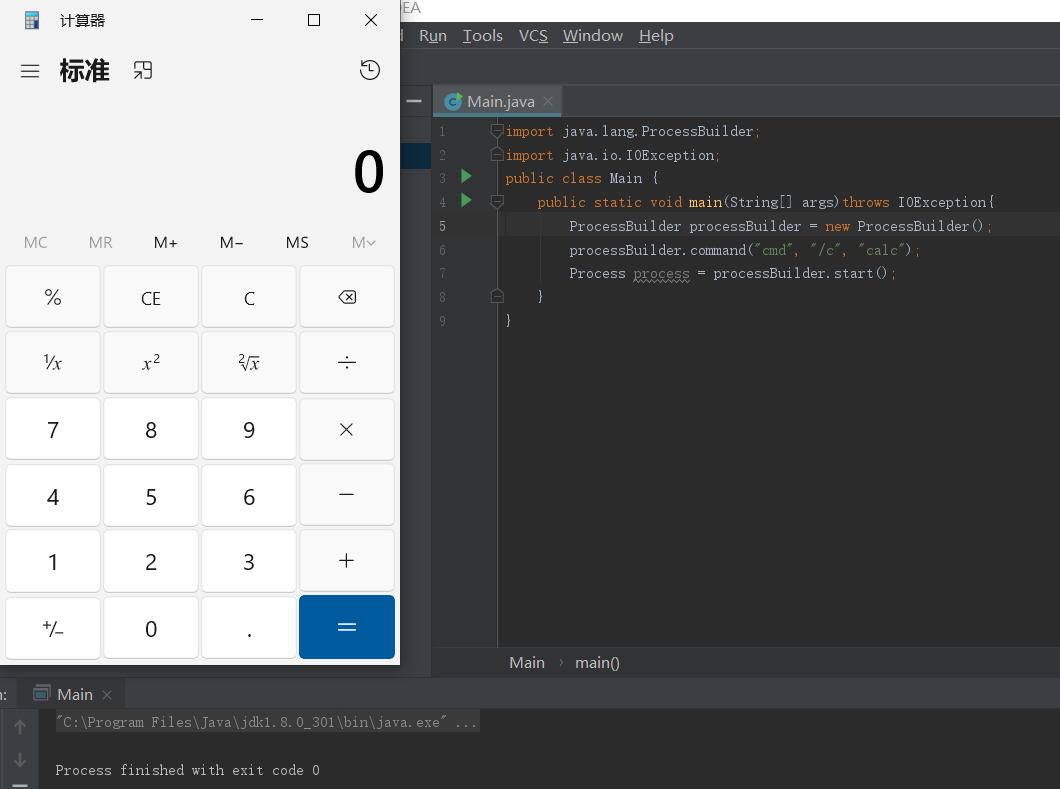 计算器
标准
0
MC MR M+ M− MS M
% CE C
¹/x x² ²√x ÷
7 8 9 ×
4 5 6 −
1 2 3 +
+/− 0 . =
EA
Run Tools VCS Window Help
Main.java
1 import java.lang.ProcessBuilder;
2 import java.io.IOException;
3 public class Main {
4 public static void main(String[] args)throws IOException{
5 ProcessBuilder processBuilder = new ProcessBuilder();
6 processBuilder.command("cmd", "/c", "calc");
7 Process process = processBuilder.start();
8 }
9 }
Main › main()
Main
"C:\Program Files\Java\jdk1.8.0_301\bin\java.exe" ...
Process finished with exit code 0